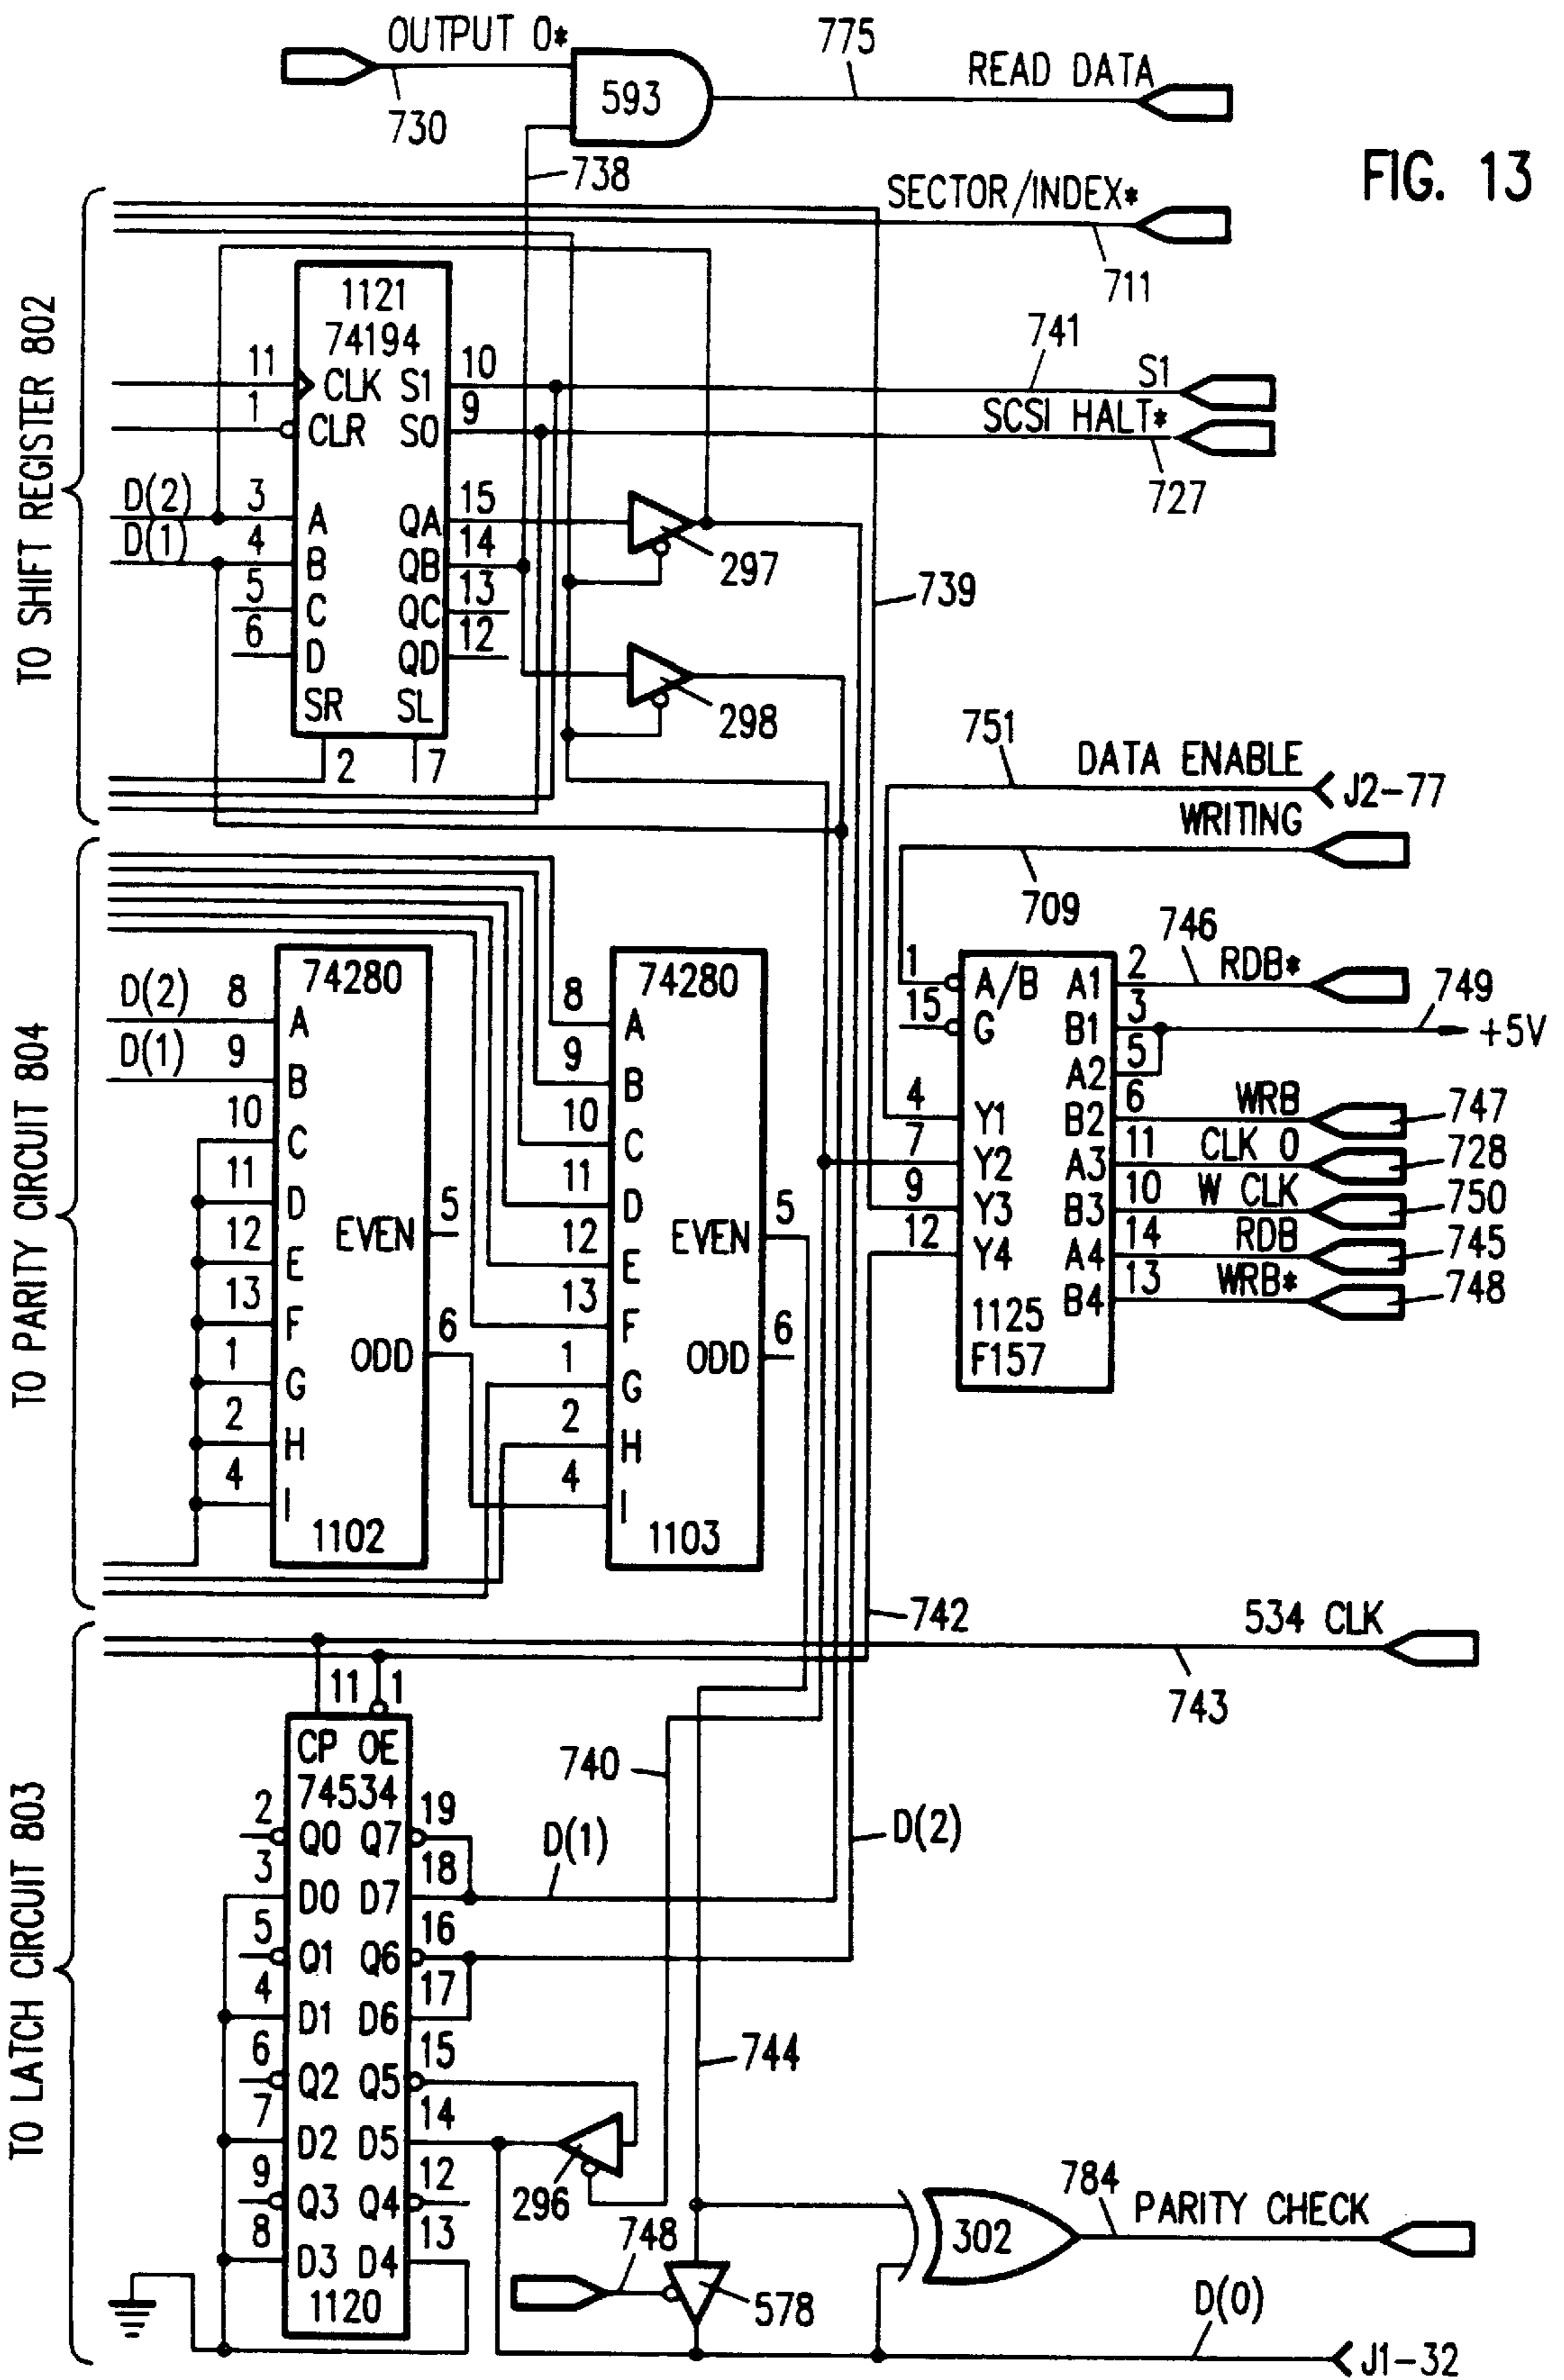 OUTPUT 0*
775
READ DATA
593
730
738
FIG. 13
SECTOR/INDEX*
711
TO SHIFT REGISTER 802
1121
74194
11
CLK
S1
10
741
S1
1
CLR
S0
9
SCSI HALT*
727
D(2)
3
A
QA
15
D(1)
4
B
QB
14
297
5
C
QC
13
739
6
D
QD
12
SR
SL
298
2
7
751
DATA ENABLE
J2-77
WRITING
709
TO PARITY CIRCUIT 804
74280
D(2)
8
A
D(1)
9
B
10
C
11
D
12
E
13
F
1
G
2
H
4
I
EVEN
5
ODD
6
1102
74280
8
A
9
B
10
C
11
D
12
E
13
F
1
G
2
H
4
I
EVEN
5
ODD
6
1103
1
A/B
A1
2
746
RDB*
15
G
B1
3
749
+5V
A2
5
4
Y1
B2
6
WRB
747
7
Y2
A3
11
CLK 0
728
9
Y3
B3
10
W CLK
750
12
Y4
A4
14
RDB
745
B4
13
WRB*
748
1125
F157
742
534 CLK
743
TO LATCH CIRCUIT 803
11
1
CP
OE
74534
2
Q0
Q7
19
3
D0
D7
18
5
Q1
Q6
16
4
D1
D6
17
6
Q2
Q5
15
7
D2
D5
14
9
Q3
Q4
12
8
D3
D4
13
1120
740
D(1)
D(2)
744
296
748
578
302
784
PARITY CHECK
D(0)
J1-32